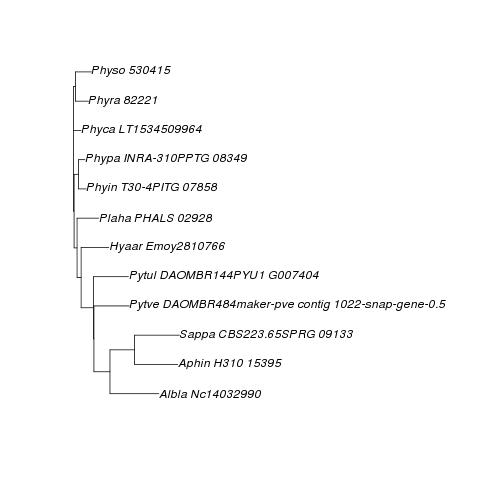 Physo 530415
Phyra 82221
Phyca LT1534509964
Phypa INRA-310PPTG 08349
Phyin T30-4PITG 07858
Plaha PHALS 02928
Hyaar Emoy2810766
Pytul DAOMBR144PYU1 G007404
Pytve DAOMBR484maker-pve contig 1022-snap-gene-0.5
Sappa CBS223.65SPRG 09133
Aphin H310 15395
Albla Nc14032990